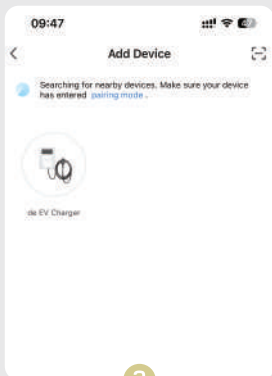 09:47
Add Device
Searching for nearby devices. Make sure your device
has entered pairing mode.
de EV Charger